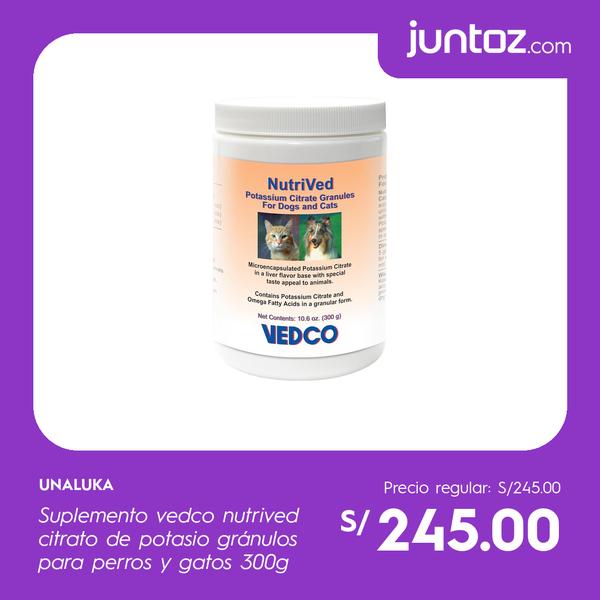 juntoz.com
NutriVed
Potassium Citrate Granules
For Dogs and Cats
Microencapsulated Potassium Citrate
in a liver flavor base with special
taste appeal to animals.
Contains Potassium Citrate and
Omega Fatty Acids in a granular form.
Net Contents: 10.6 oz. (300 g)
VEDCO
UNALUKA
Suplemento vedco nutrived
citrato de potasio gránulos
para perros y gatos 300g
Precio regular: S/245.00
S/ 245.00